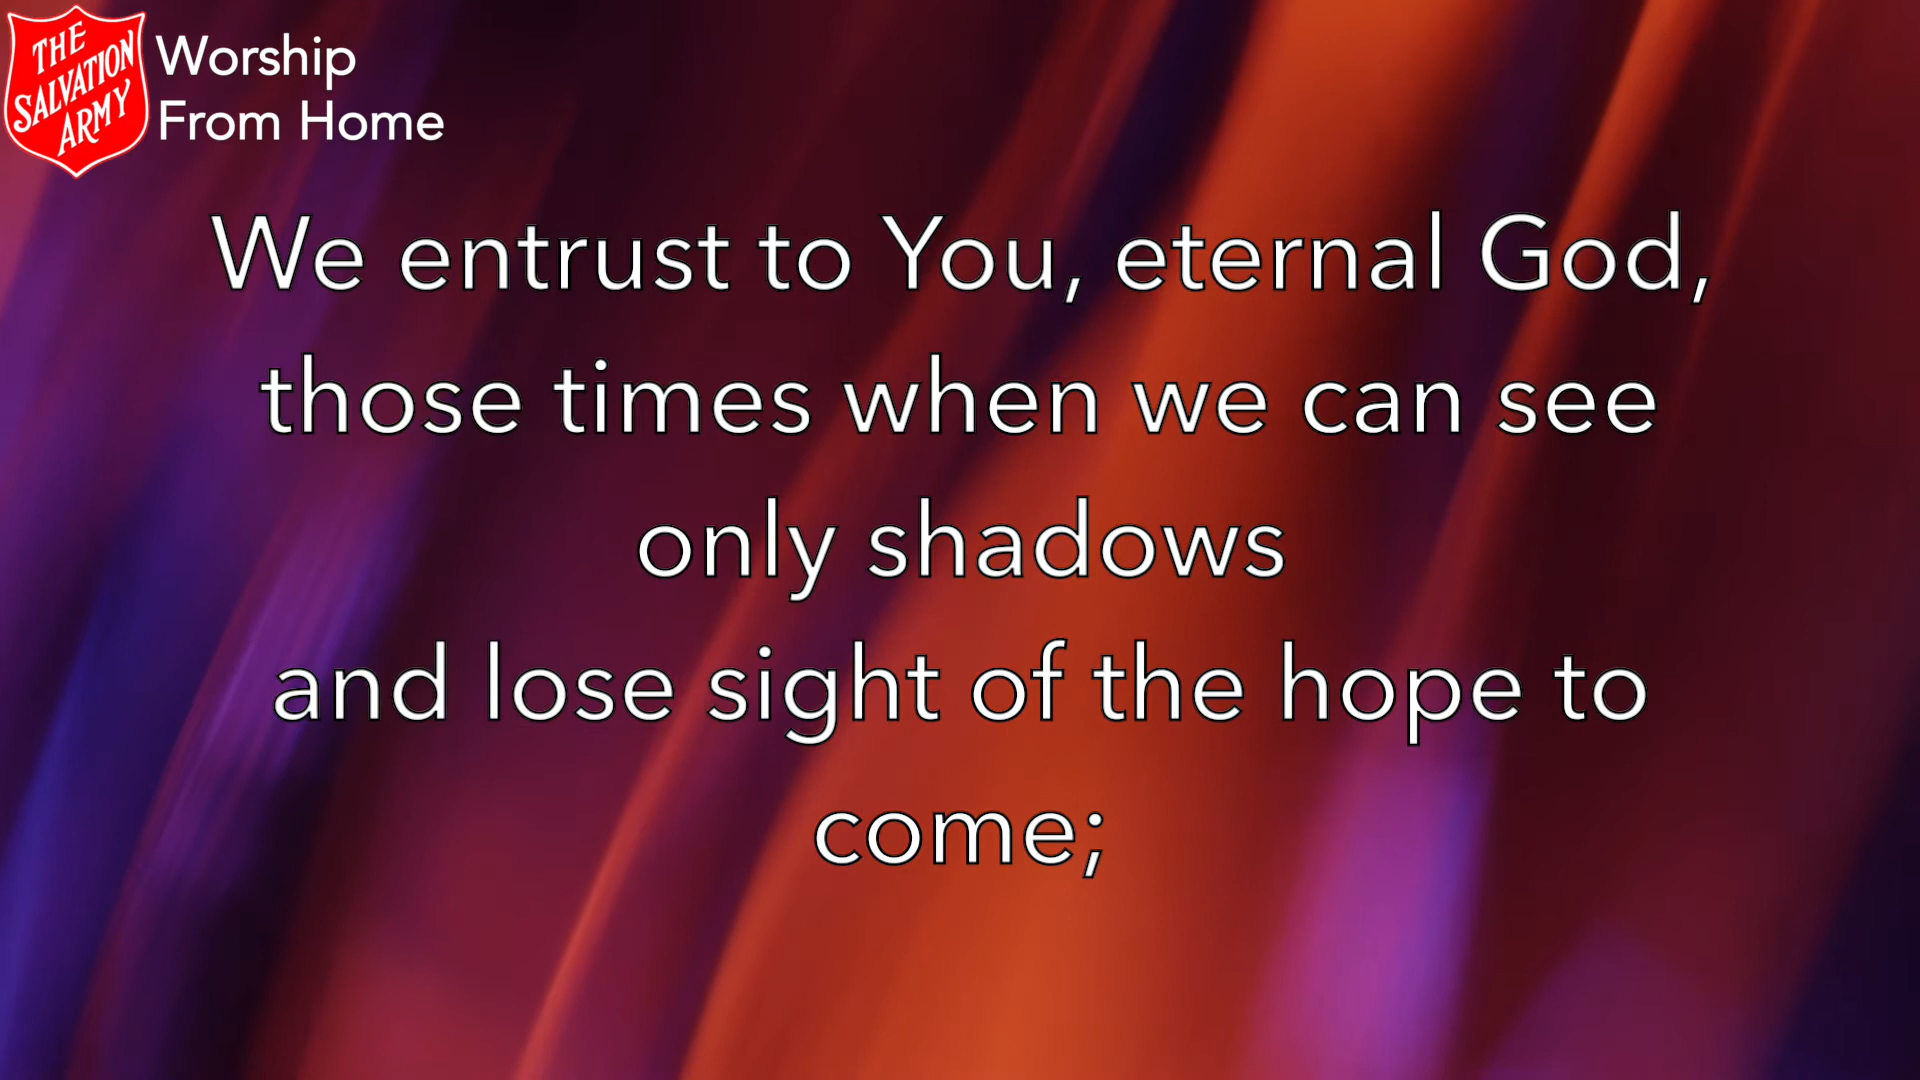 THE
SALVATION
ARMY
Worship
From Home
We entrust to You, eternal God,
those times when we can see
only shadows
and lose sight of the hope to
come;